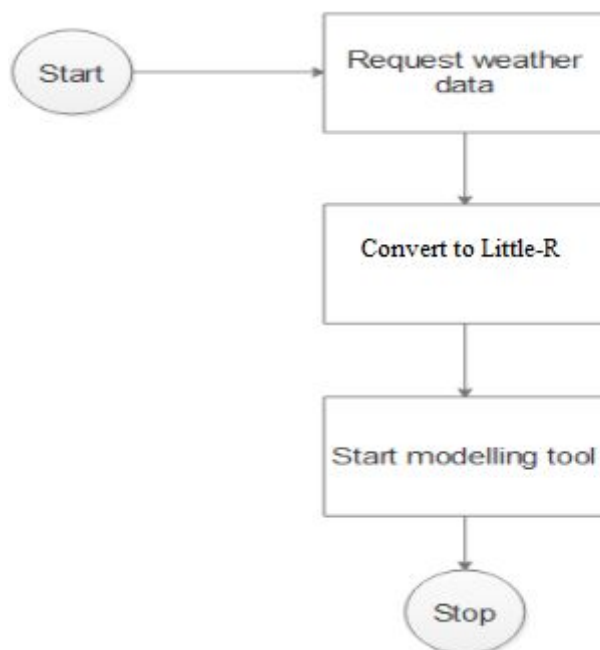 Start
Request weather
data
Convert to Little-R
Start modelling tool
Stop